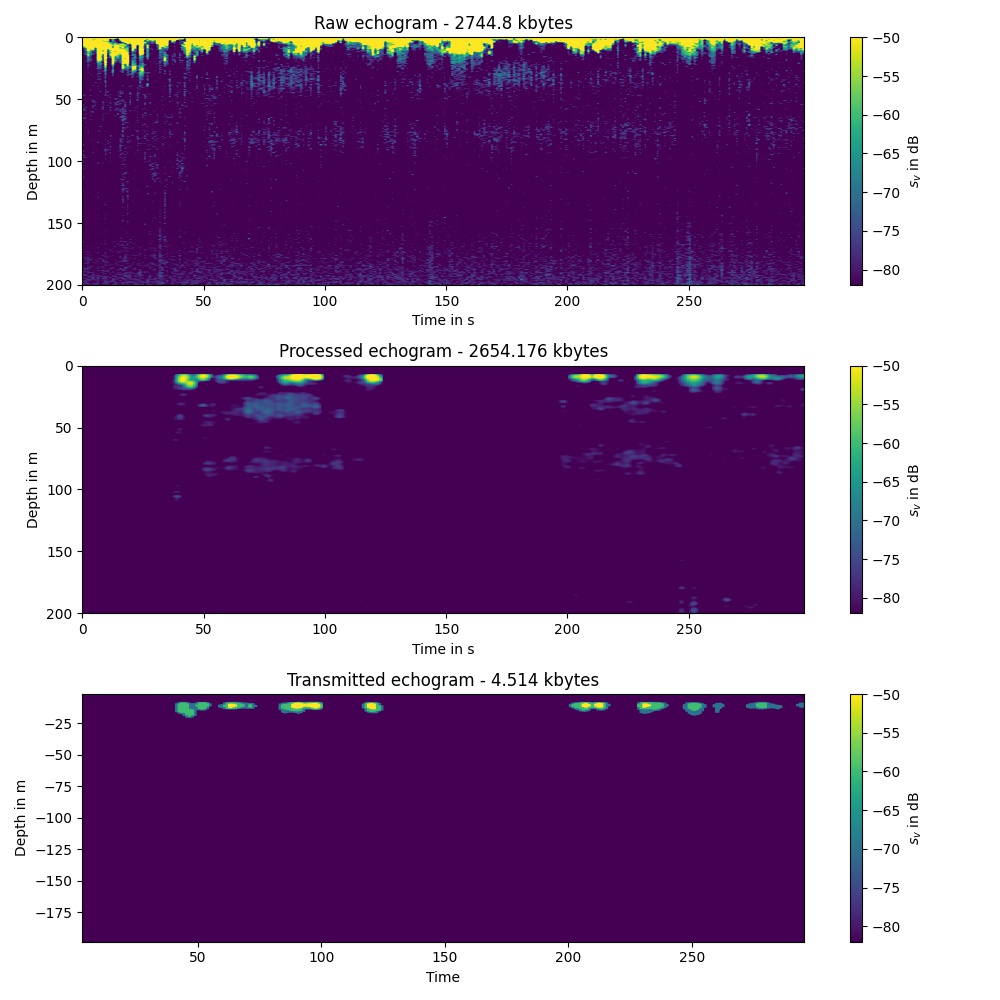 Raw echogram - 2744.8 kbytes
0
50
100
150
200
Depth in m
0 50 100 150 200 250
Time in s
−50
−55
−60
−65
−70
−75
−80
sv in dB
Processed echogram - 2654.176 kbytes
0
50
100
150
200
Depth in m
0 50 100 150 200 250
Time in s
−50
−55
−60
−65
−70
−75
−80
sv in dB
Transmitted echogram - 4.514 kbytes
−25
−50
−75
−100
−125
−150
−175
Depth in m
50 100 150 200 250
Time
−50
−55
−60
−65
−70
−75
−80
sv in dB